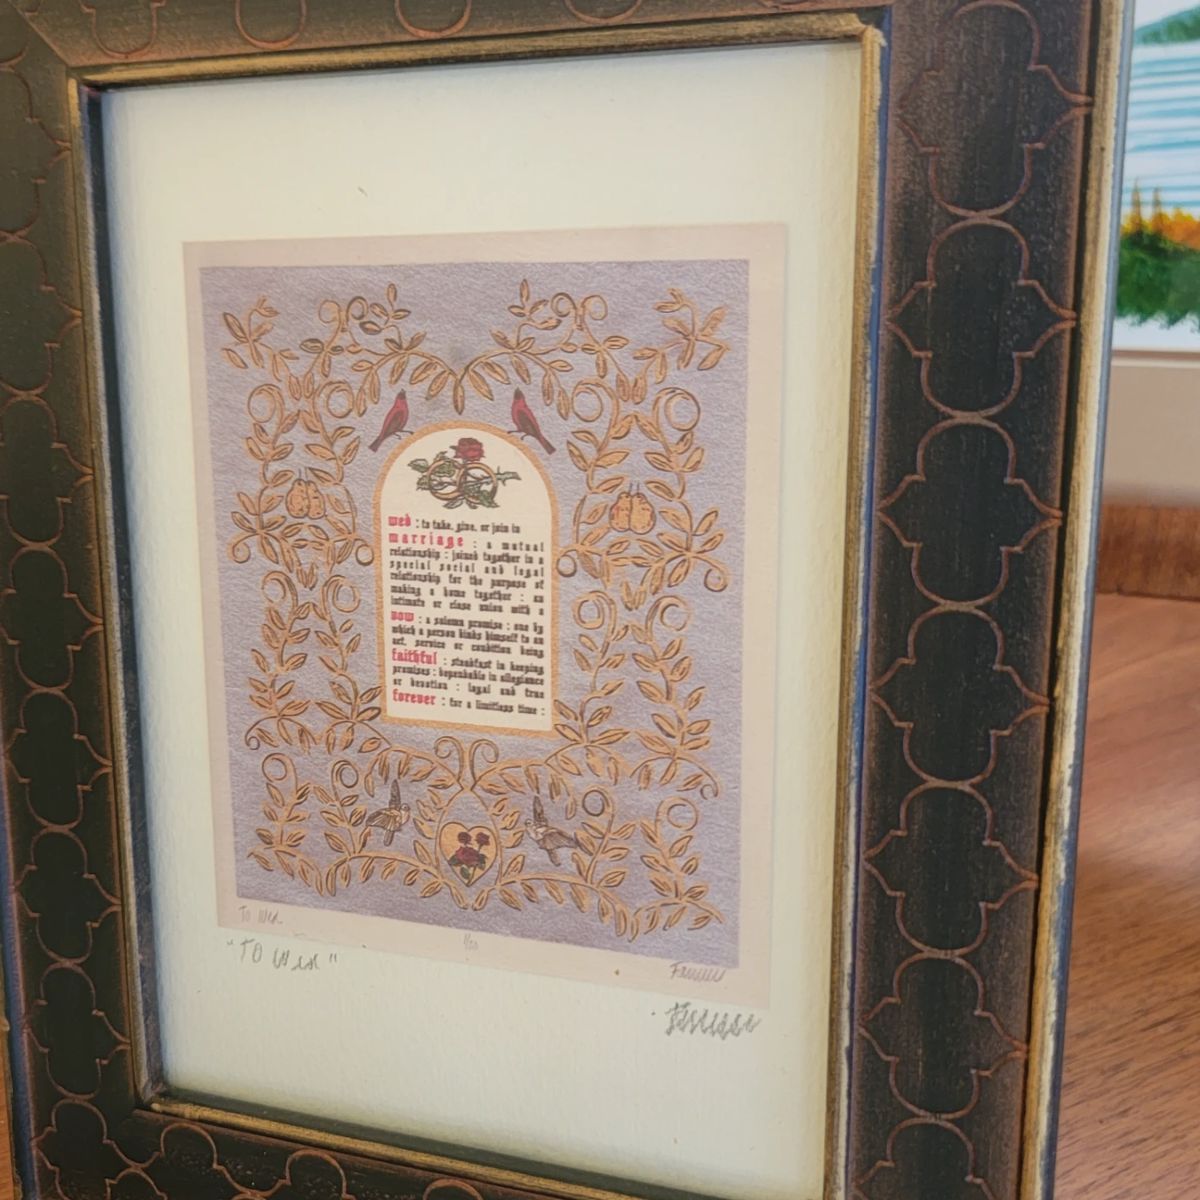 wed : to take, give, or join in
marriage : a mutual
relationship : joined together in a
special social and legal
relationship for the purpose of
making a home together : an
intimate or close union with a
vow : a solemn promise : one by
which a person binds himself to an
act, service or condition being
faithful : steadfast in keeping
promises : dependable in allegiance
or devotion : loyal and true
forever : for a limitless time :
To Wed
"TO Wed"